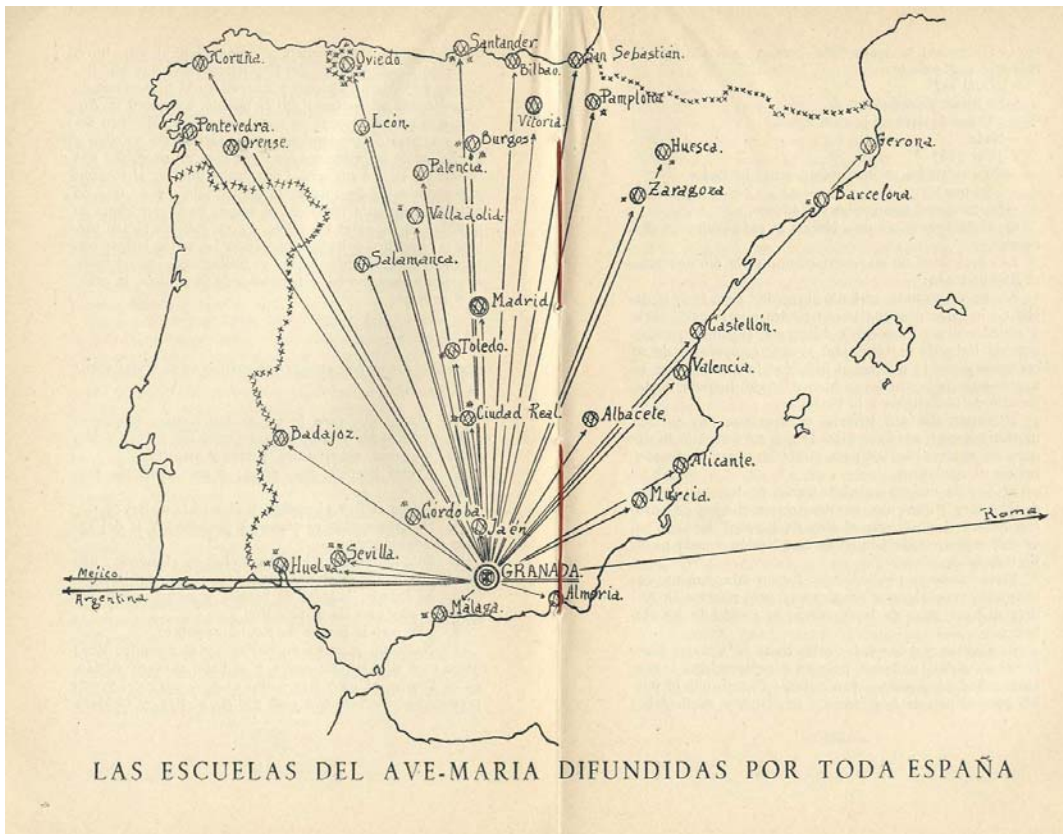 Santander.
Coruña.
Oviedo.
Bilbao.
San Sebastián.
Pamplona
Vitoria.
León.
Pontevedra.
Orense.
Burgos
Huesca.
Gerona.
Palencia.
Zaragoza
Barcelona.
Valladolid.
Salamanca.
Madrid.
Castellón.
Toledo.
Valencia.
Ciudad Real.
Albacete.
Badajoz.
Alicante.
Murcia.
Córdoba.
Jaén
Roma
Sevilla.
Huelva.
GRANADA.
Mejico.
Argentina
Almeria.
Málaga.
LAS ESCUELAS DEL AVE-MARIA DIFUNDIDAS POR TODA ESPAÑA